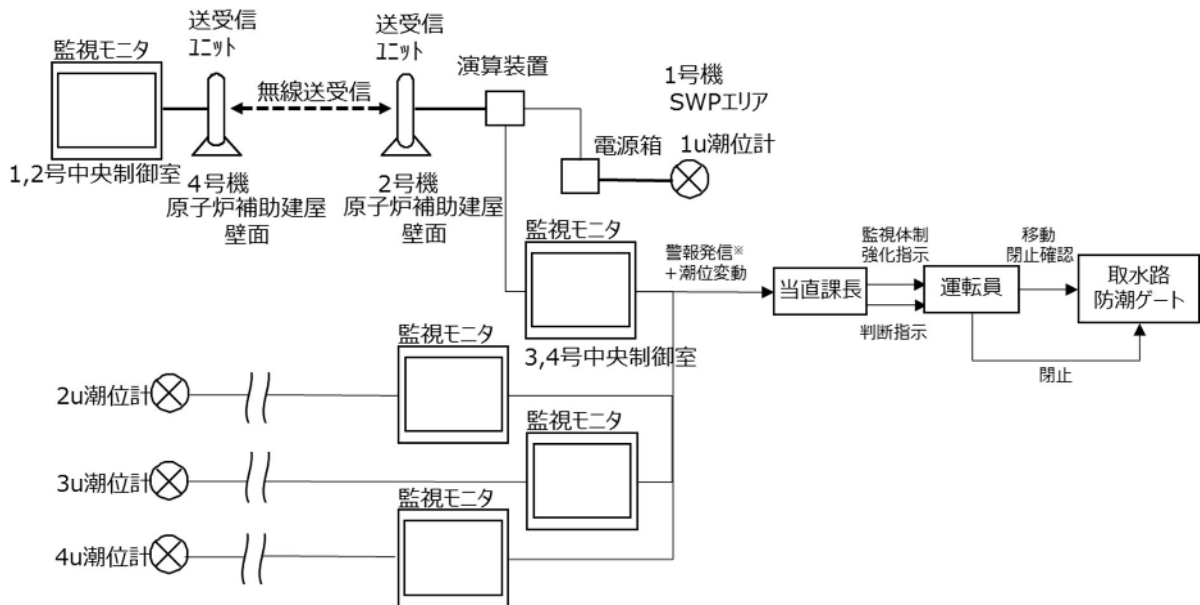 送受信
ユニット
監視モニタ
1,2号中央制御室
4号機
原子炉補助建屋
壁面
無線送受信
送受信
ユニット
2号機
原子炉補助建屋
壁面
演算装置
1号機
SWPエリア
電源箱
1u潮位計
監視モニタ
3,4号中央制御室
警報発信※
+潮位変動
当直課長
監視体制
強化指示
判断指示
運転員
移動
閉止確認
閉止
取水路
防潮ゲート
監視モニタ
2u潮位計
監視モニタ
3u潮位計
監視モニタ
4u潮位計